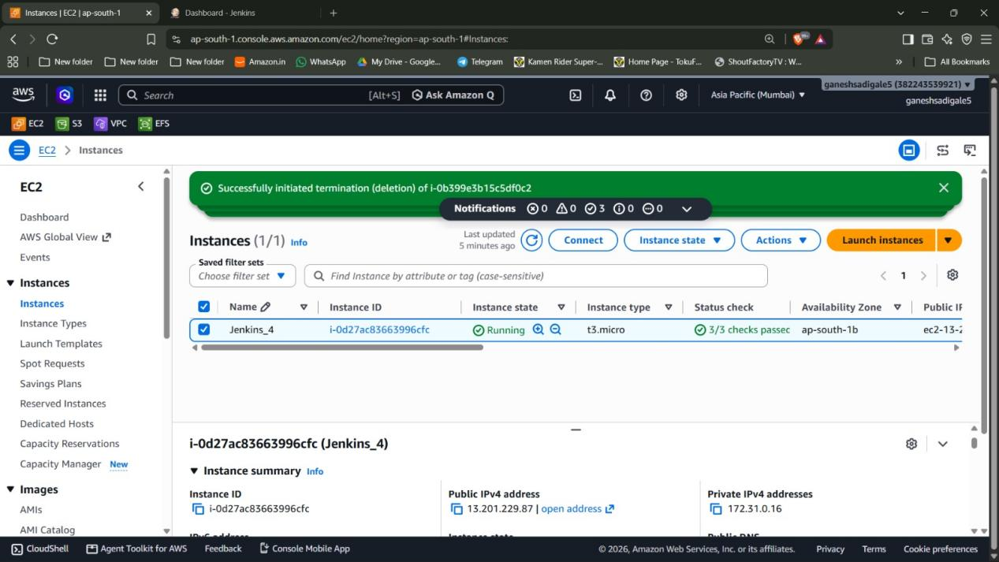 Instances | EC2 | ap-south-1
Dashboard - Jenkins
ap-south-1.console.aws.amazon.com/ec2/home?region=ap-south-1#Instances:
New folder New folder New folder Amazon.in WhatsApp My Drive - Google... Telegram Kamen Rider Super-... Home Page - TokuF... ShoutFactoryTV : W... » All Bookmarks
aws Search [Alt+S] Ask Amazon Q Asia Pacific (Mumbai) ganeshsadigale5 (382243539921)
ganeshsadigale5
EC2 S3 VPC EFS
EC2 > Instances
EC2
Dashboard
AWS Global View
Events
Instances
Instances
Instance Types
Launch Templates
Spot Requests
Savings Plans
Reserved Instances
Dedicated Hosts
Capacity Reservations
Capacity Manager New
Images
AMIs
AMI Catalog
Successfully initiated termination (deletion) of i-0b399e3b15c5df0c2
Notifications 0 0 3 0 0
Instances (1/1) Info
Last updated
5 minutes ago
Connect Instance state Actions Launch instances
Saved filter sets
Choose filter set
Find Instance by attribute or tag (case-sensitive)
1
Name Instance ID Instance state Instance type Status check Availability Zone Public IP
Jenkins_4 i-0d27ac83663996cfc Running t3.micro 3/3 checks passec ap-south-1b ec2-13-2
i-0d27ac83663996cfc (Jenkins_4)
Instance summary Info
Instance ID
i-0d27ac83663996cfc
Public IPv4 address
13.201.229.87 | open address
Private IPv4 addresses
172.31.0.16
CloudShell Agent Toolkit for AWS Feedback Console Mobile App © 2026, Amazon Web Services, Inc. or its affiliates. Privacy Terms Cookie preferences